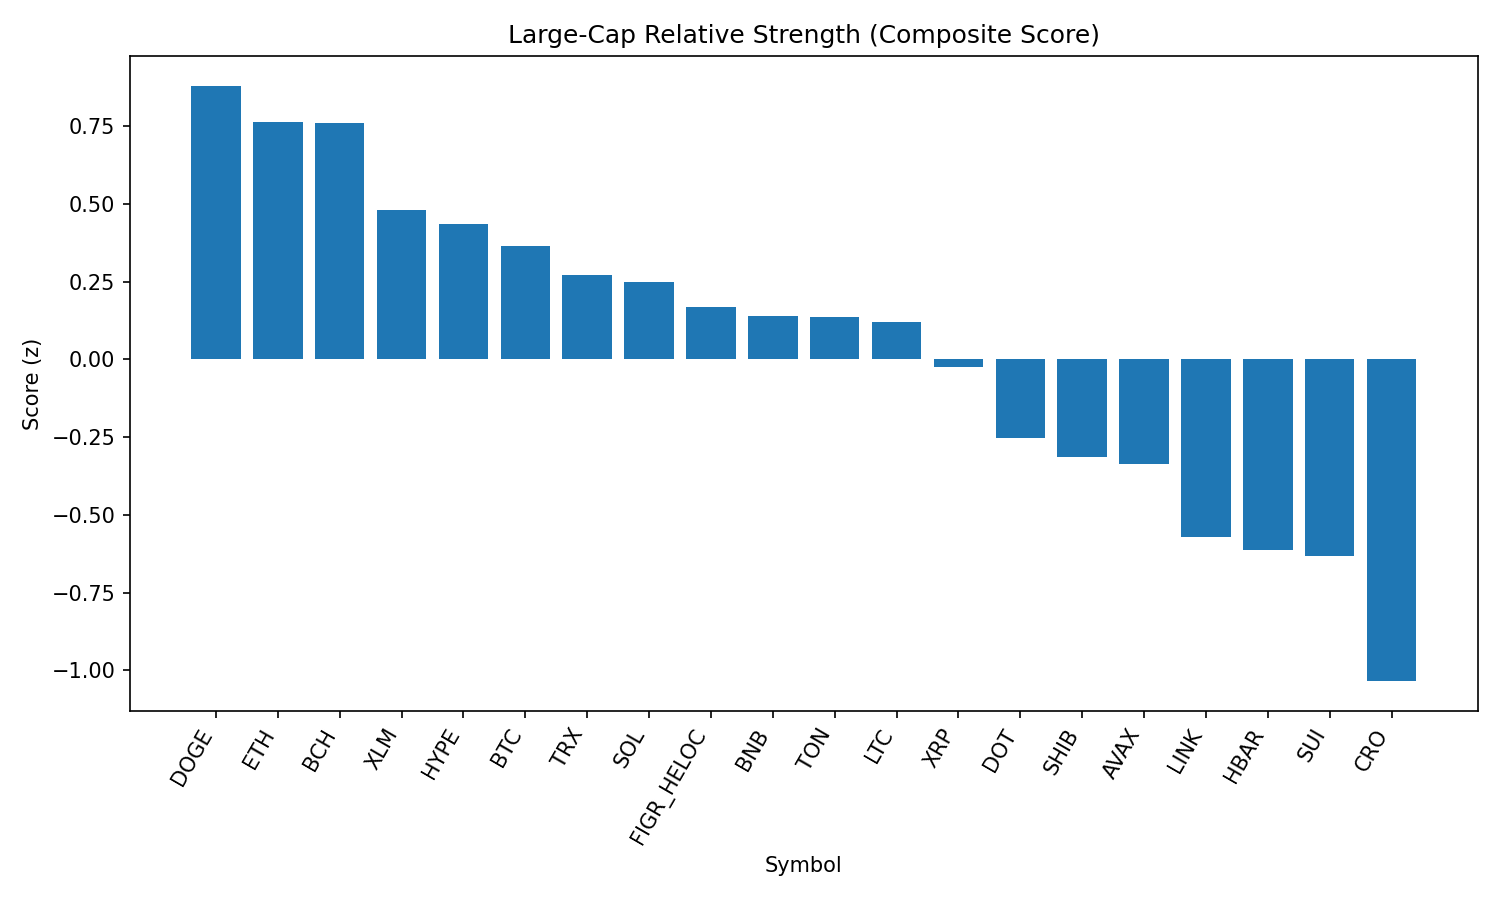 Large-Cap Relative Strength (Composite Score)
Score (z)
0.75
0.50
0.25
0.00
−0.25
−0.50
−0.75
−1.00
DOGE
ETH
BCH
XLM
HYPE
BTC
TRX
SOL
FIGR_HELOC
BNB
TON
LTC
XRP
DOT
SHIB
AVAX
LINK
HBAR
SUI
CRO
Symbol